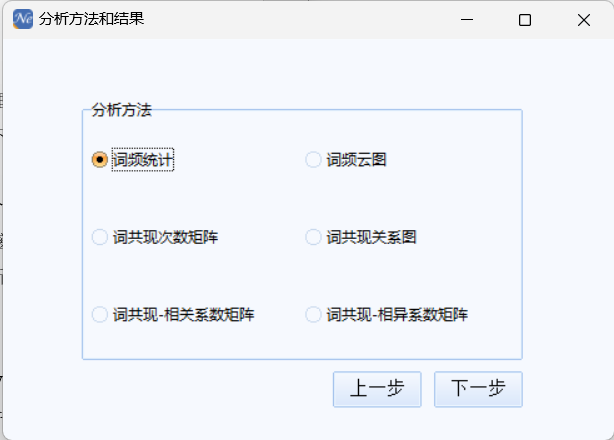 Ne 分析方法和结果
分析方法
词频统计 词频云图
词共现次数矩阵 词共现关系图
词共现-相关系数矩阵 词共现-相异系数矩阵
上一步 下一步